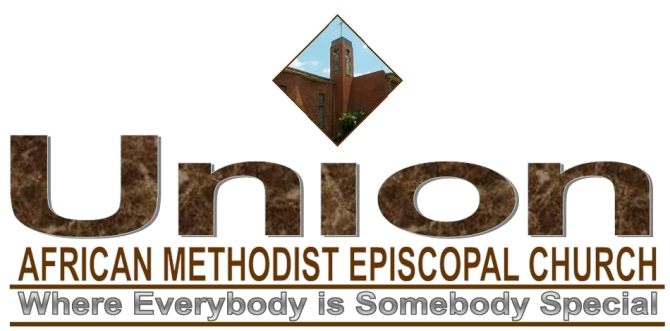 Union
AFRICAN METHODIST EPISCOPAL CHURCH
Where Everybody is Somebody Special